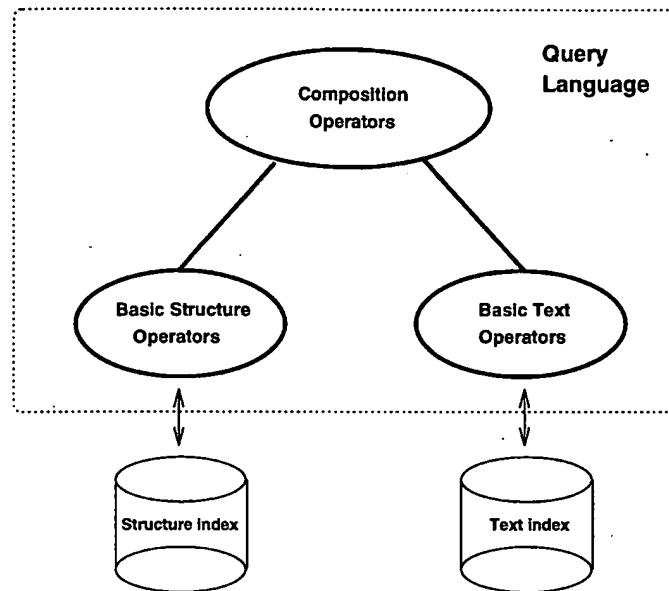 Query
Language
Composition
Operators
Basic Structure
Operators
Basic Text
Operators
Structure index
Text index